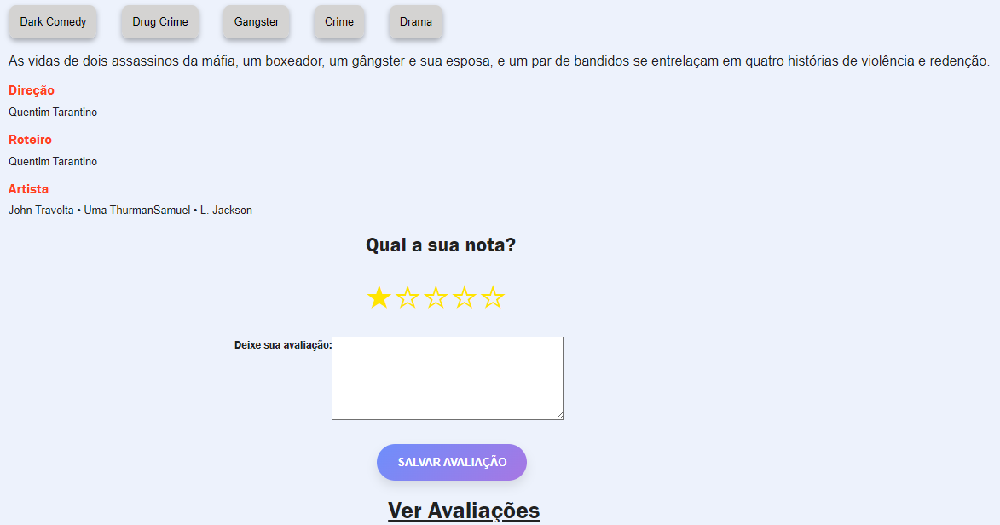 Dark Comedy Drug Crime Gangster Crime Drama
As vidas de dois assassinos da máfia, um boxeador, um gângster e sua esposa, e um par de bandidos se entrelaçam em quatro histórias de violência e redenção.
Direção
Quentim Tarantino
Roteiro
Quentim Tarantino
Artista
John Travolta • Uma ThurmanSamuel • L. Jackson
Qual a sua nota?
Deixe sua avaliação:
SALVAR AVALIAÇÃO
Ver Avaliações